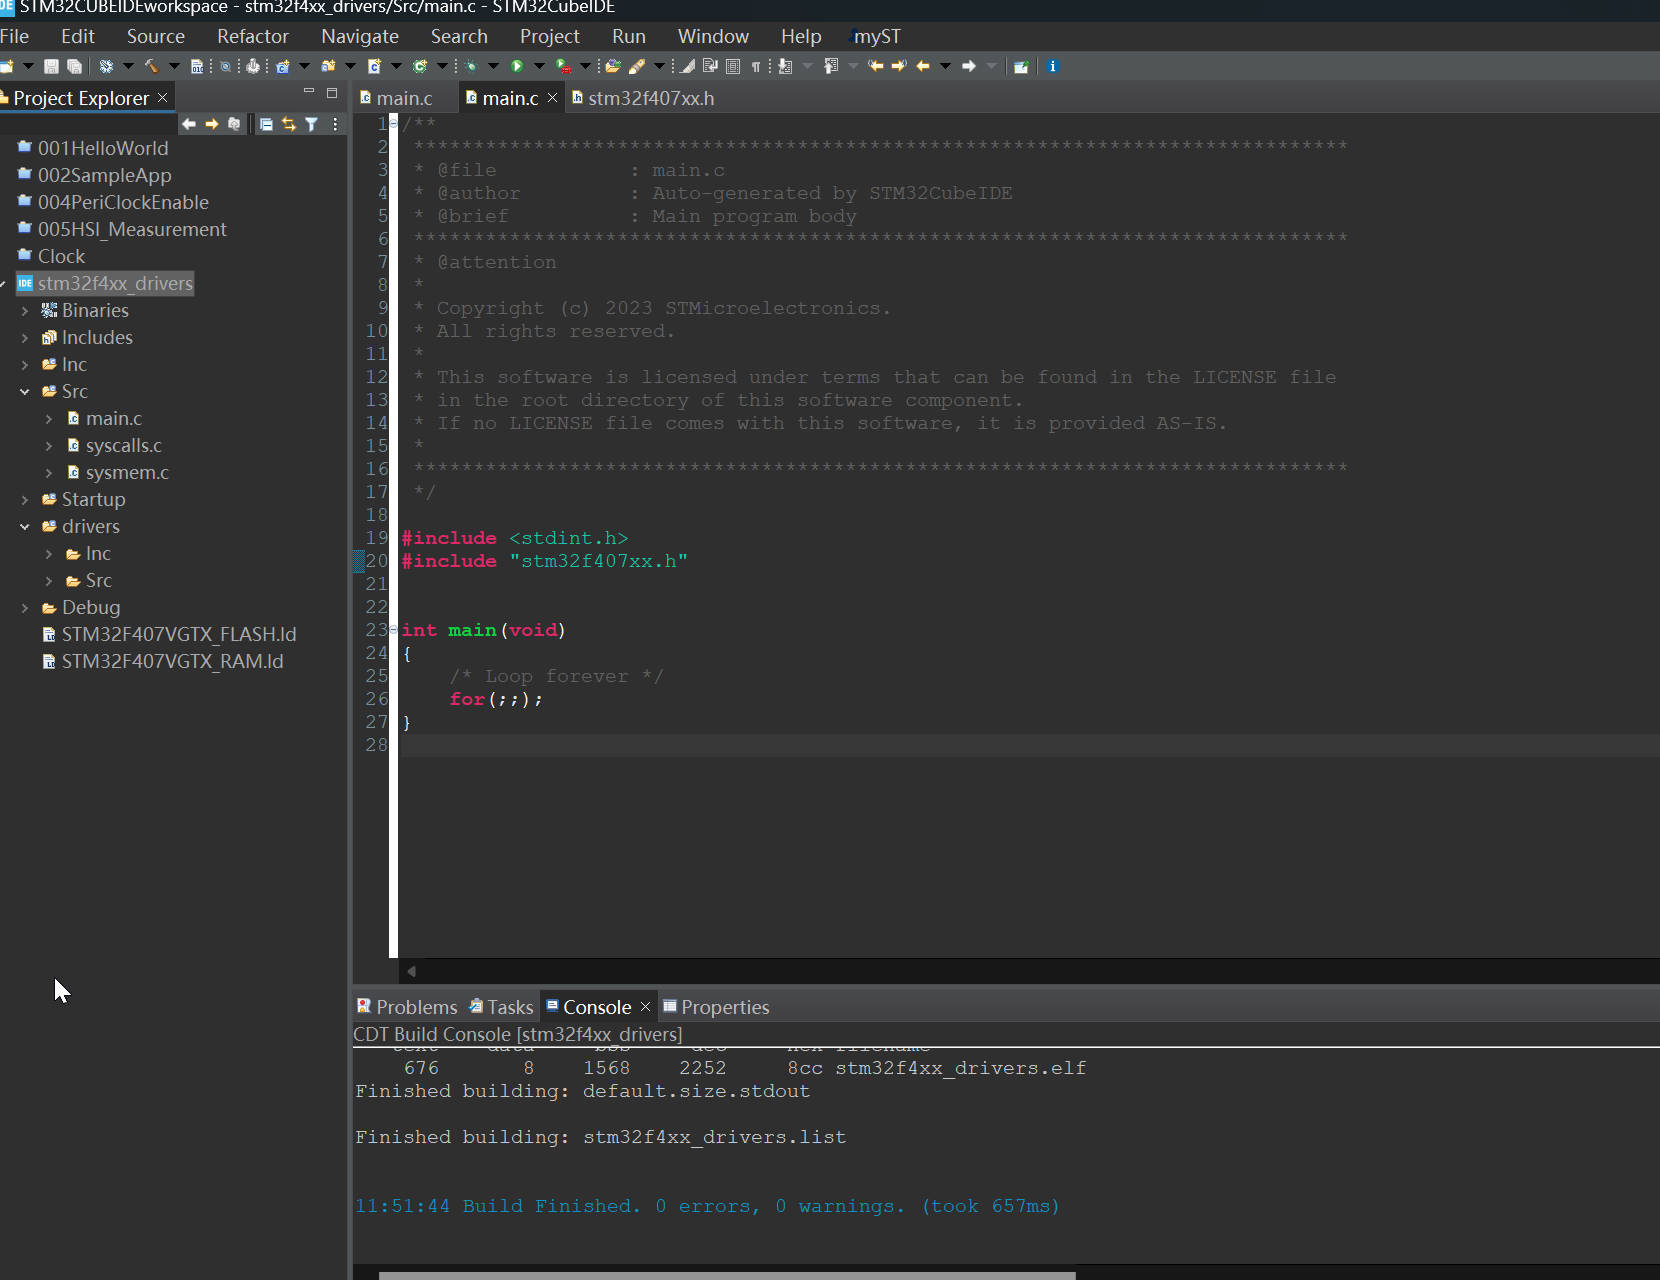 STM32CUBEIDEworkspace - stm32f4xx_drivers/Src/main.c - STM32CubeIDE
File Edit Source Refactor Navigate Search Project Run Window Help myST
Project Explorer
001HelloWorld
002SampleApp
004PeriClockEnable
005HSI_Measurement
Clock
IDE stm32f4xx_drivers
Binaries
Includes
Inc
Src
main.c
syscalls.c
sysmem.c
Startup
drivers
Inc
Src
Debug
STM32F407VGTX_FLASH.ld
STM32F407VGTX_RAM.ld
main.c main.c stm32f407xx.h
1 /**
2 ******************************************************************************
3 * @file : main.c
4 * @author : Auto-generated by STM32CubeIDE
5 * @brief : Main program body
6 ******************************************************************************
7 * @attention
8 *
9 * Copyright (c) 2023 STMicroelectronics.
10 * All rights reserved.
11 *
12 * This software is licensed under terms that can be found in the LICENSE file
13 * in the root directory of this software component.
14 * If no LICENSE file comes with this software, it is provided AS-IS.
15 *
16 ******************************************************************************
17 */
18
19 #include <stdint.h>
20 #include "stm32f407xx.h"
21
22
23 int main(void)
24 {
25 /* Loop forever */
26 for(;;);
27 }
28
Problems Tasks Console Properties
CDT Build Console [stm32f4xx_drivers]
text data bss dec hex filename
676 8 1568 2252 8cc stm32f4xx_drivers.elf
Finished building: default.size.stdout
Finished building: stm32f4xx_drivers.list
11:51:44 Build Finished. 0 errors, 0 warnings. (took 657ms)